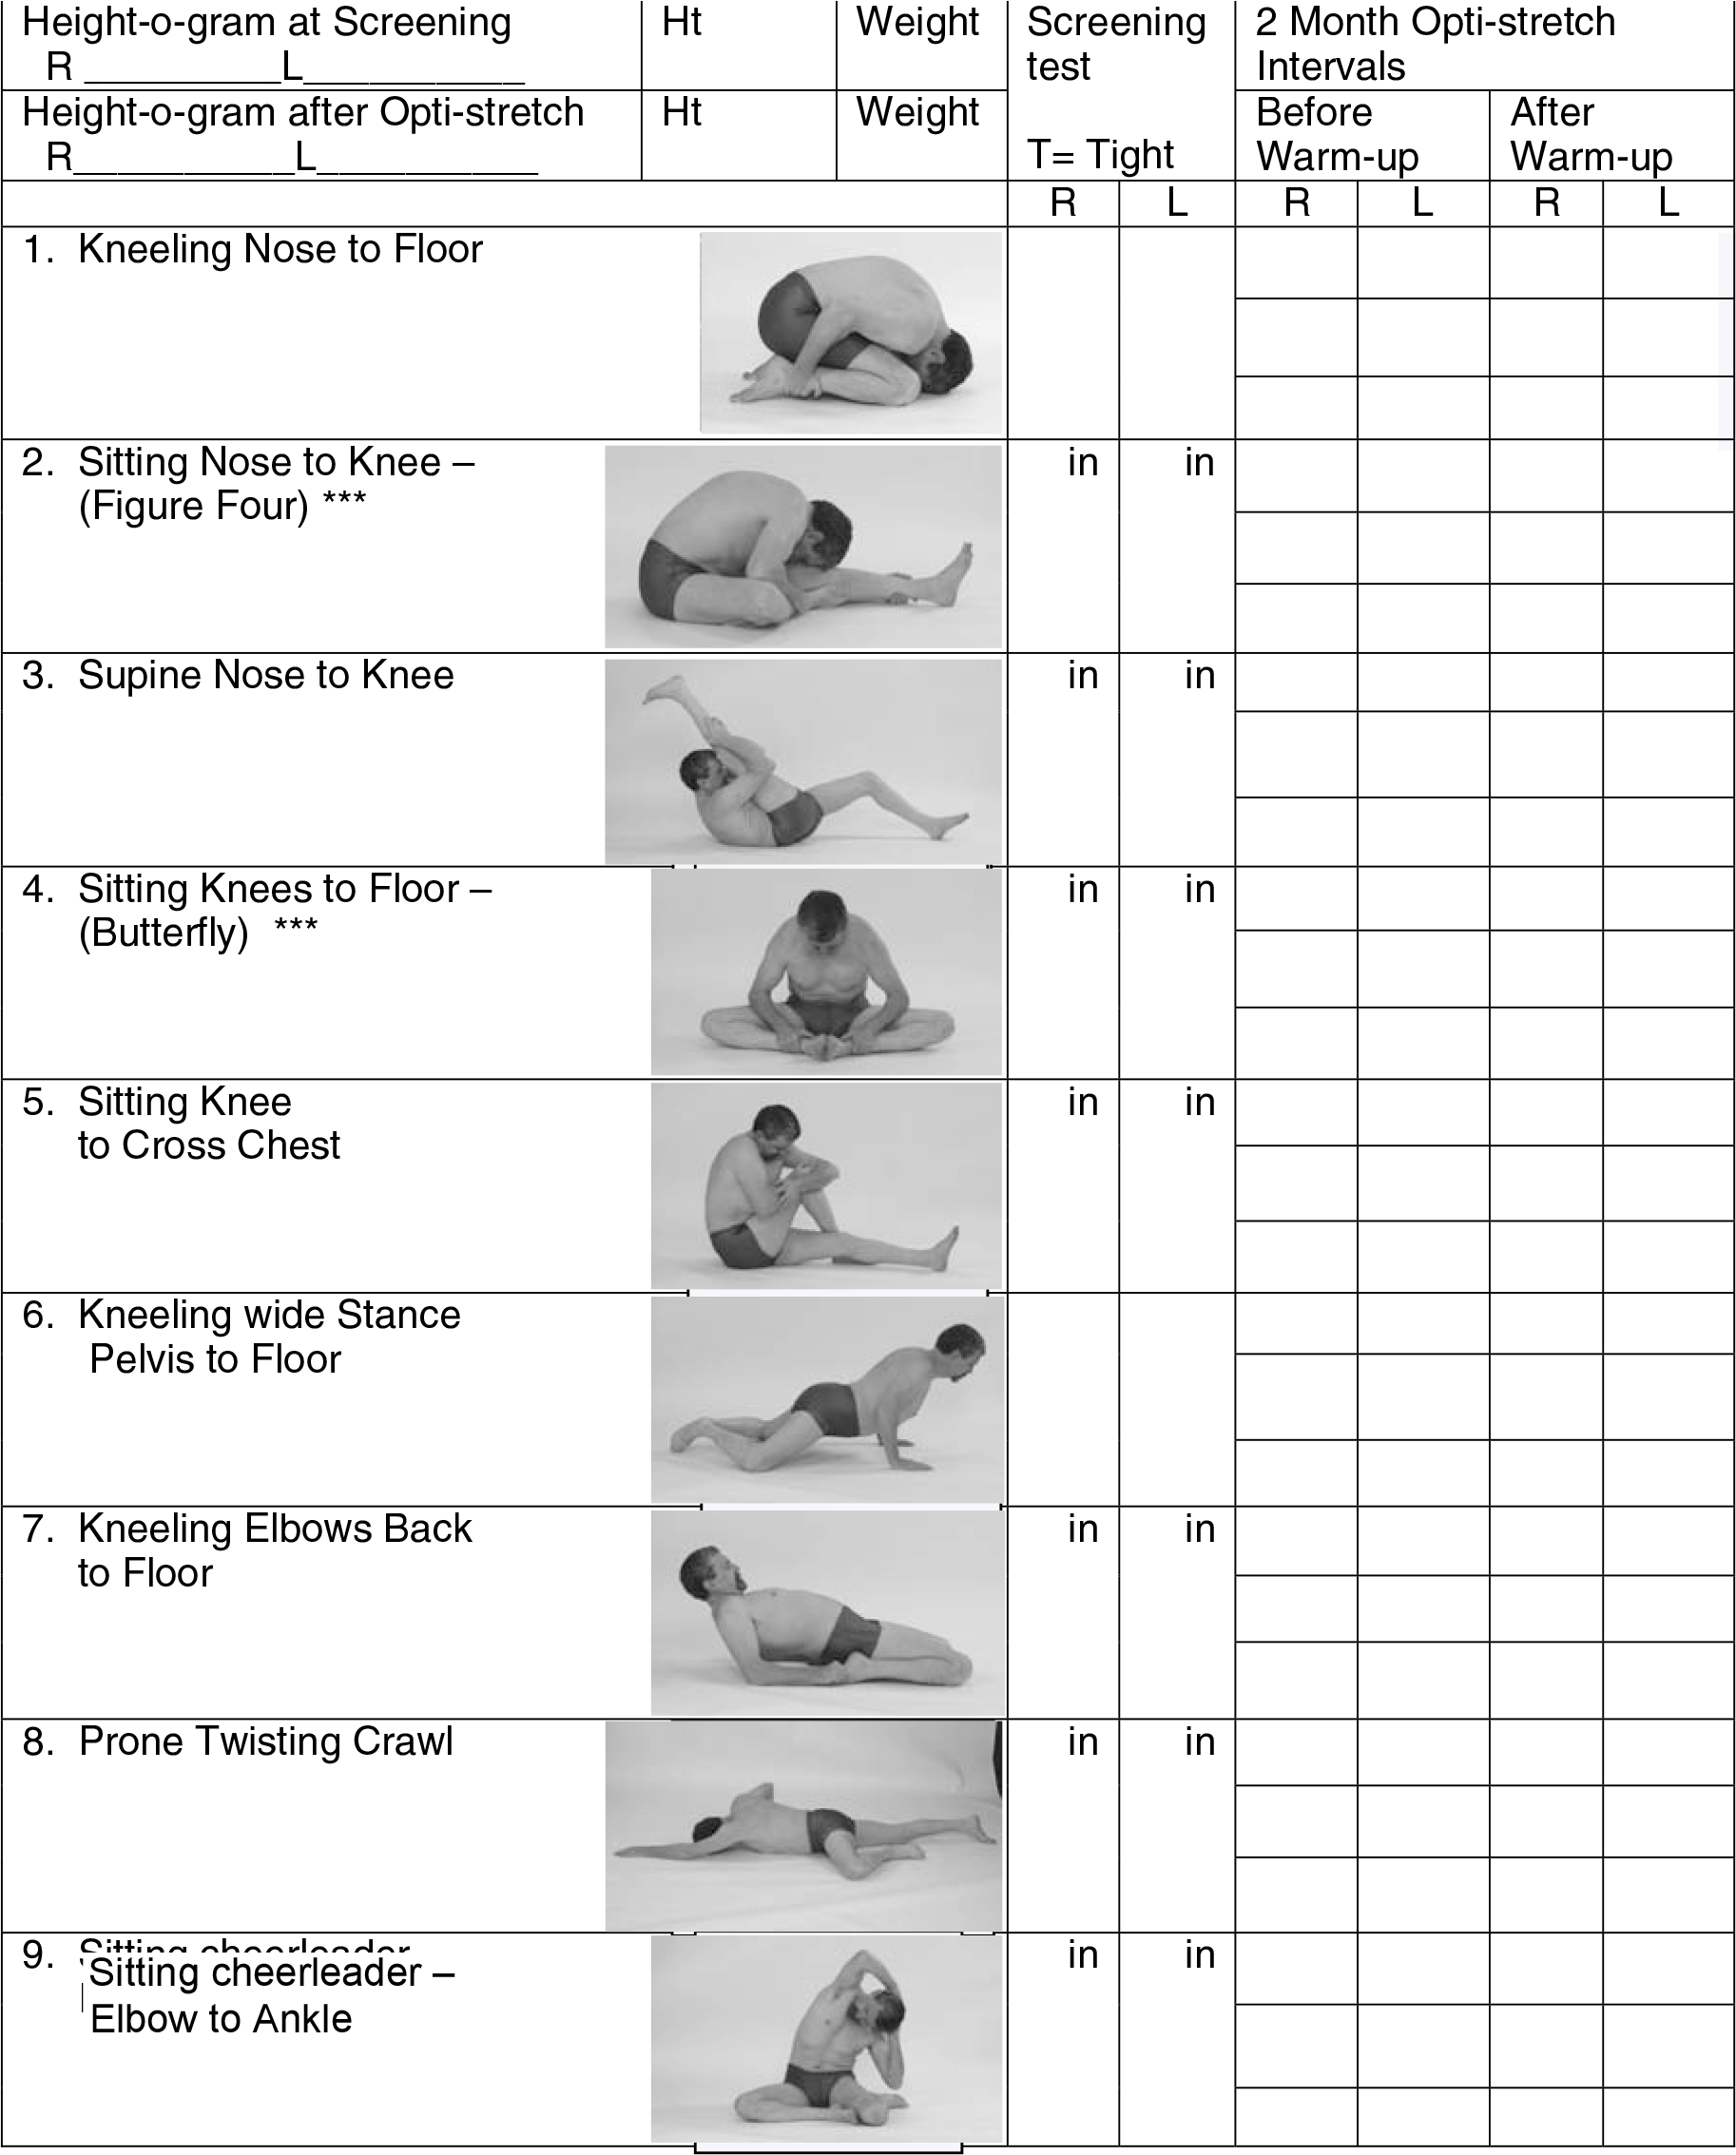 Height-o-gram at Screening
R _________L__________
Ht
Weight
Screening
test
T= Tight
2 Month Opti-stretch
Intervals
Height-o-gram after Opti-stretch
R__________L__________
Ht
Weight
Before
Warm-up
After
Warm-up
R L R L R L
1. Kneeling Nose to Floor
2. Sitting Nose to Knee – in in
(Figure Four) ***
3. Supine Nose to Knee in in
4. Sitting Knees to Floor – in in
(Butterfly) ***
5. Sitting Knee in in
to Cross Chest
6. Kneeling wide Stance
Pelvis to Floor
7. Kneeling Elbows Back in in
to Floor
8. Prone Twisting Crawl in in
9. Sitting cheerleader in in
Sitting cheerleader –
Elbow to Ankle